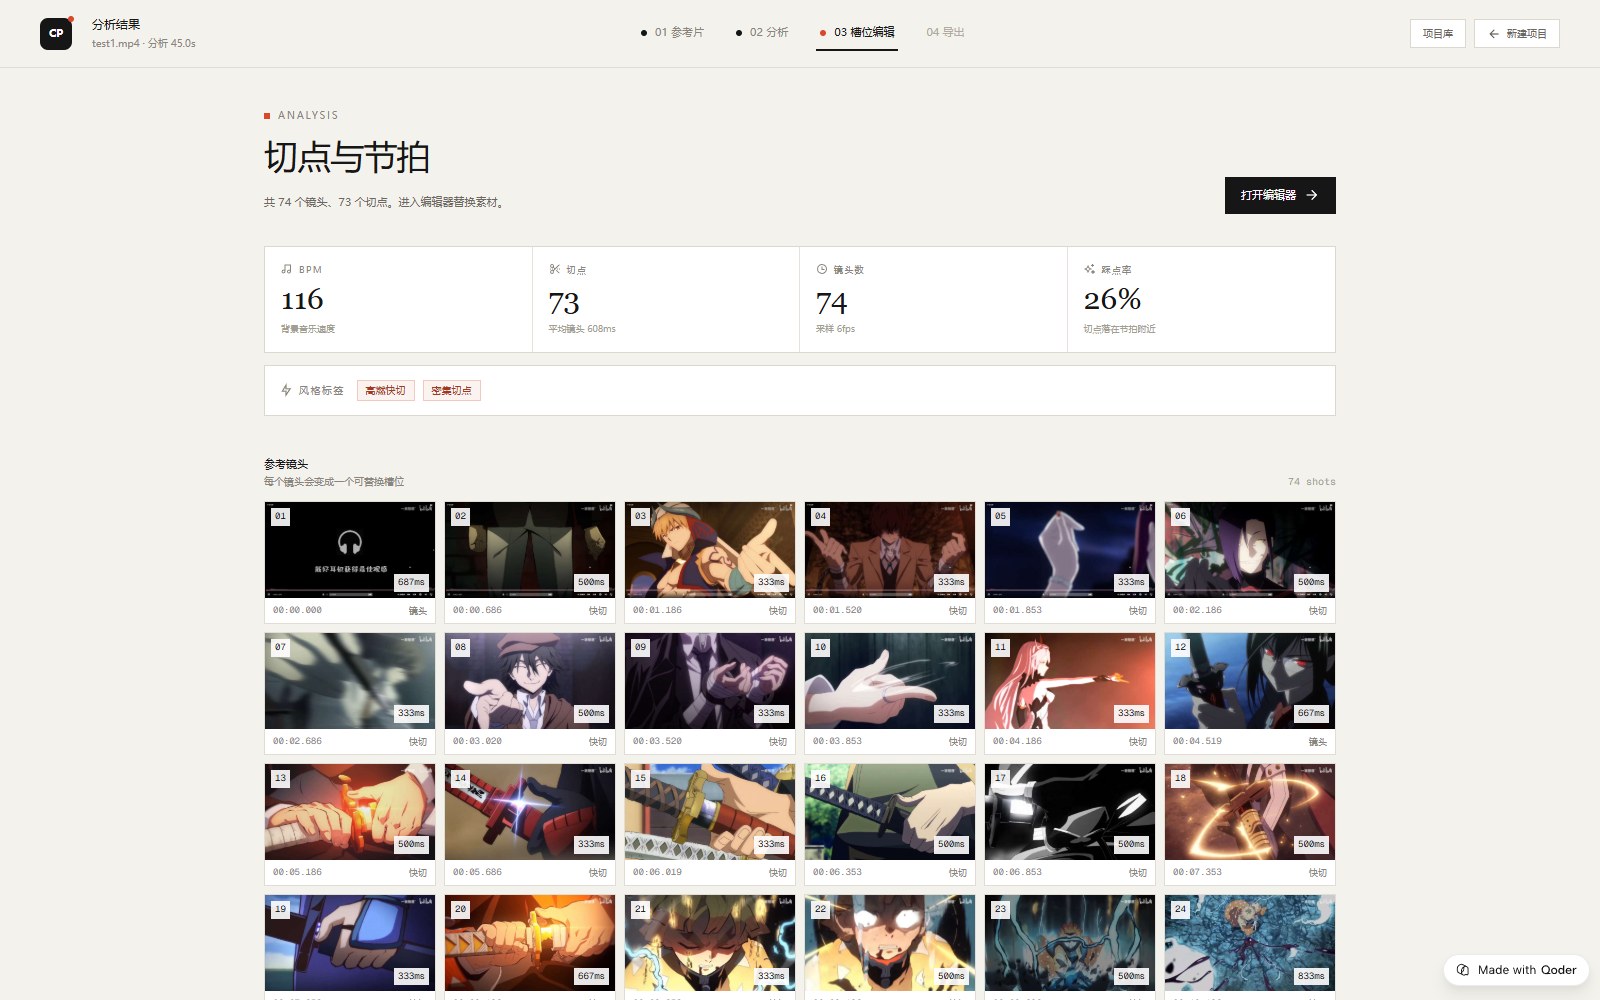 CP
分析结果
test1.mp4 · 分析 45.0s
01 参考片
02 分析
03 槽位编辑
04 导出
项目库
新建项目
ANALYSIS
切点与节拍
共 74 个镜头、73 个切点。进入编辑器替换素材。
打开编辑器
BPM
116
背景音乐速度
切点
73
平均镜头 608ms
镜头数
74
采样 6fps
踩点率
26%
切点落在节拍附近
风格标签
高燃快切
密集切点
参考镜头
每个镜头会变成一个可替换槽位
74 shots
01
687ms
00:00.000
镜头
02
500ms
00:00.686
快切
03
333ms
00:01.186
快切
04
333ms
00:01.520
快切
05
333ms
00:01.853
快切
06
500ms
00:02.186
快切
07
333ms
00:02.686
快切
08
500ms
00:03.020
快切
09
333ms
00:03.520
快切
10
333ms
00:03.853
快切
11
333ms
00:04.186
快切
12
667ms
00:04.519
镜头
13
500ms
00:05.186
快切
14
333ms
00:05.686
快切
15
333ms
00:06.019
快切
16
500ms
00:06.353
快切
17
500ms
00:06.853
快切
18
500ms
00:07.353
快切
19
333ms
20
667ms
21
333ms
22
500ms
23
500ms
24
833ms
Made with Qoder